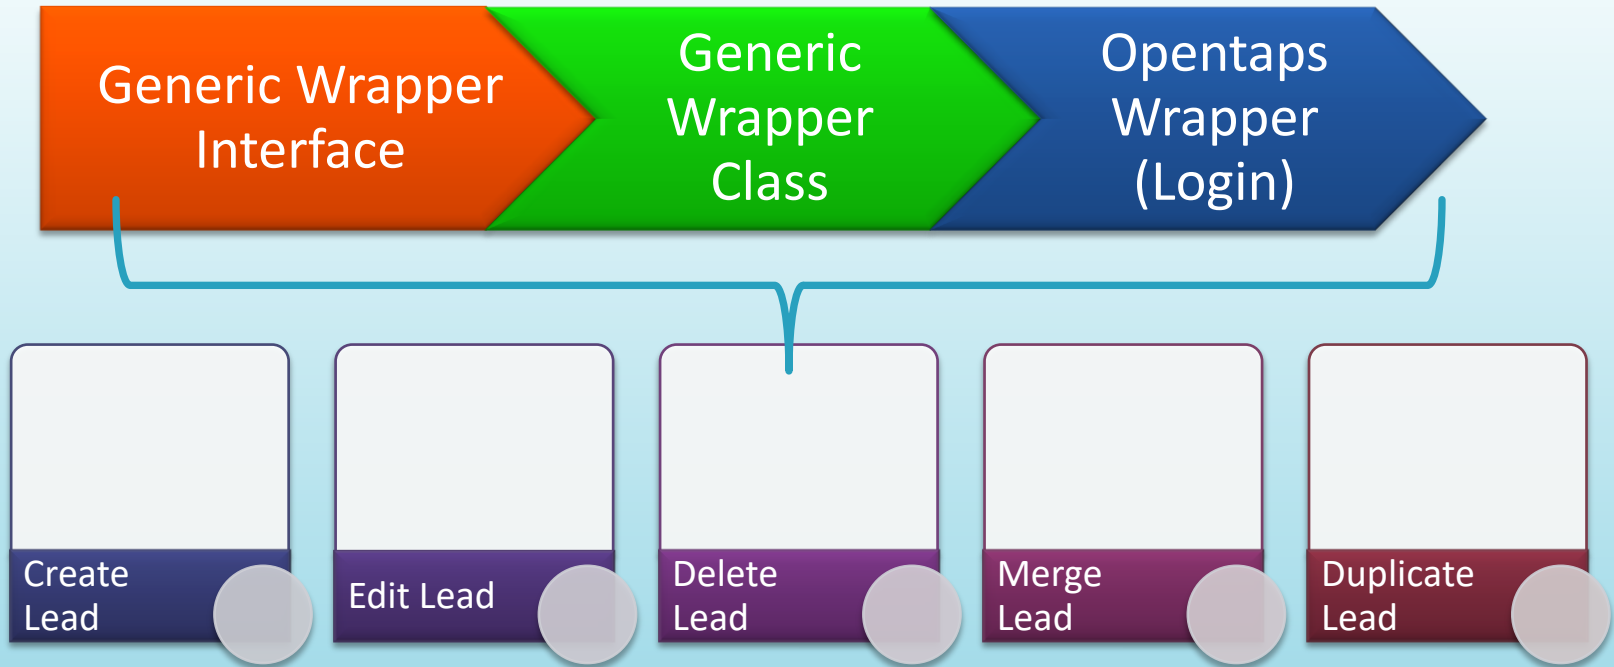 Generic Wrapper
Interface
Generic
Wrapper
Class
Opentaps
Wrapper
(Login)
Create
Lead
Edit Lead
Delete
Lead
Merge
Lead
Duplicate
Lead